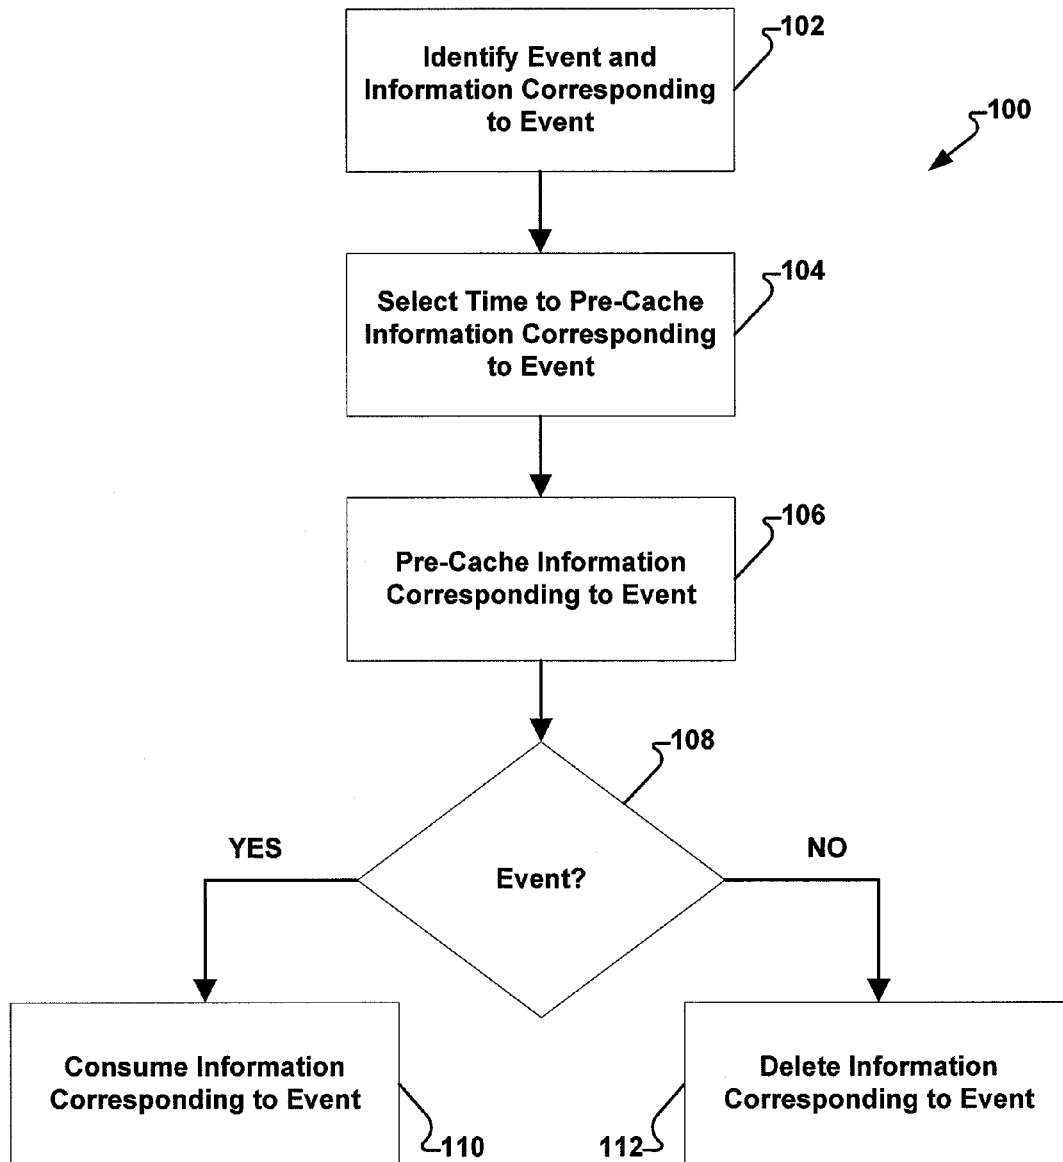 102
Identify Event and
Information Corresponding
to Event
100
104
Select Time to Pre-Cache
Information Corresponding
to Event
106
Pre-Cache Information
Corresponding to Event
108
YES
NO
Event?
Consume Information
Corresponding to Event
Delete Information
Corresponding to Event
110
112